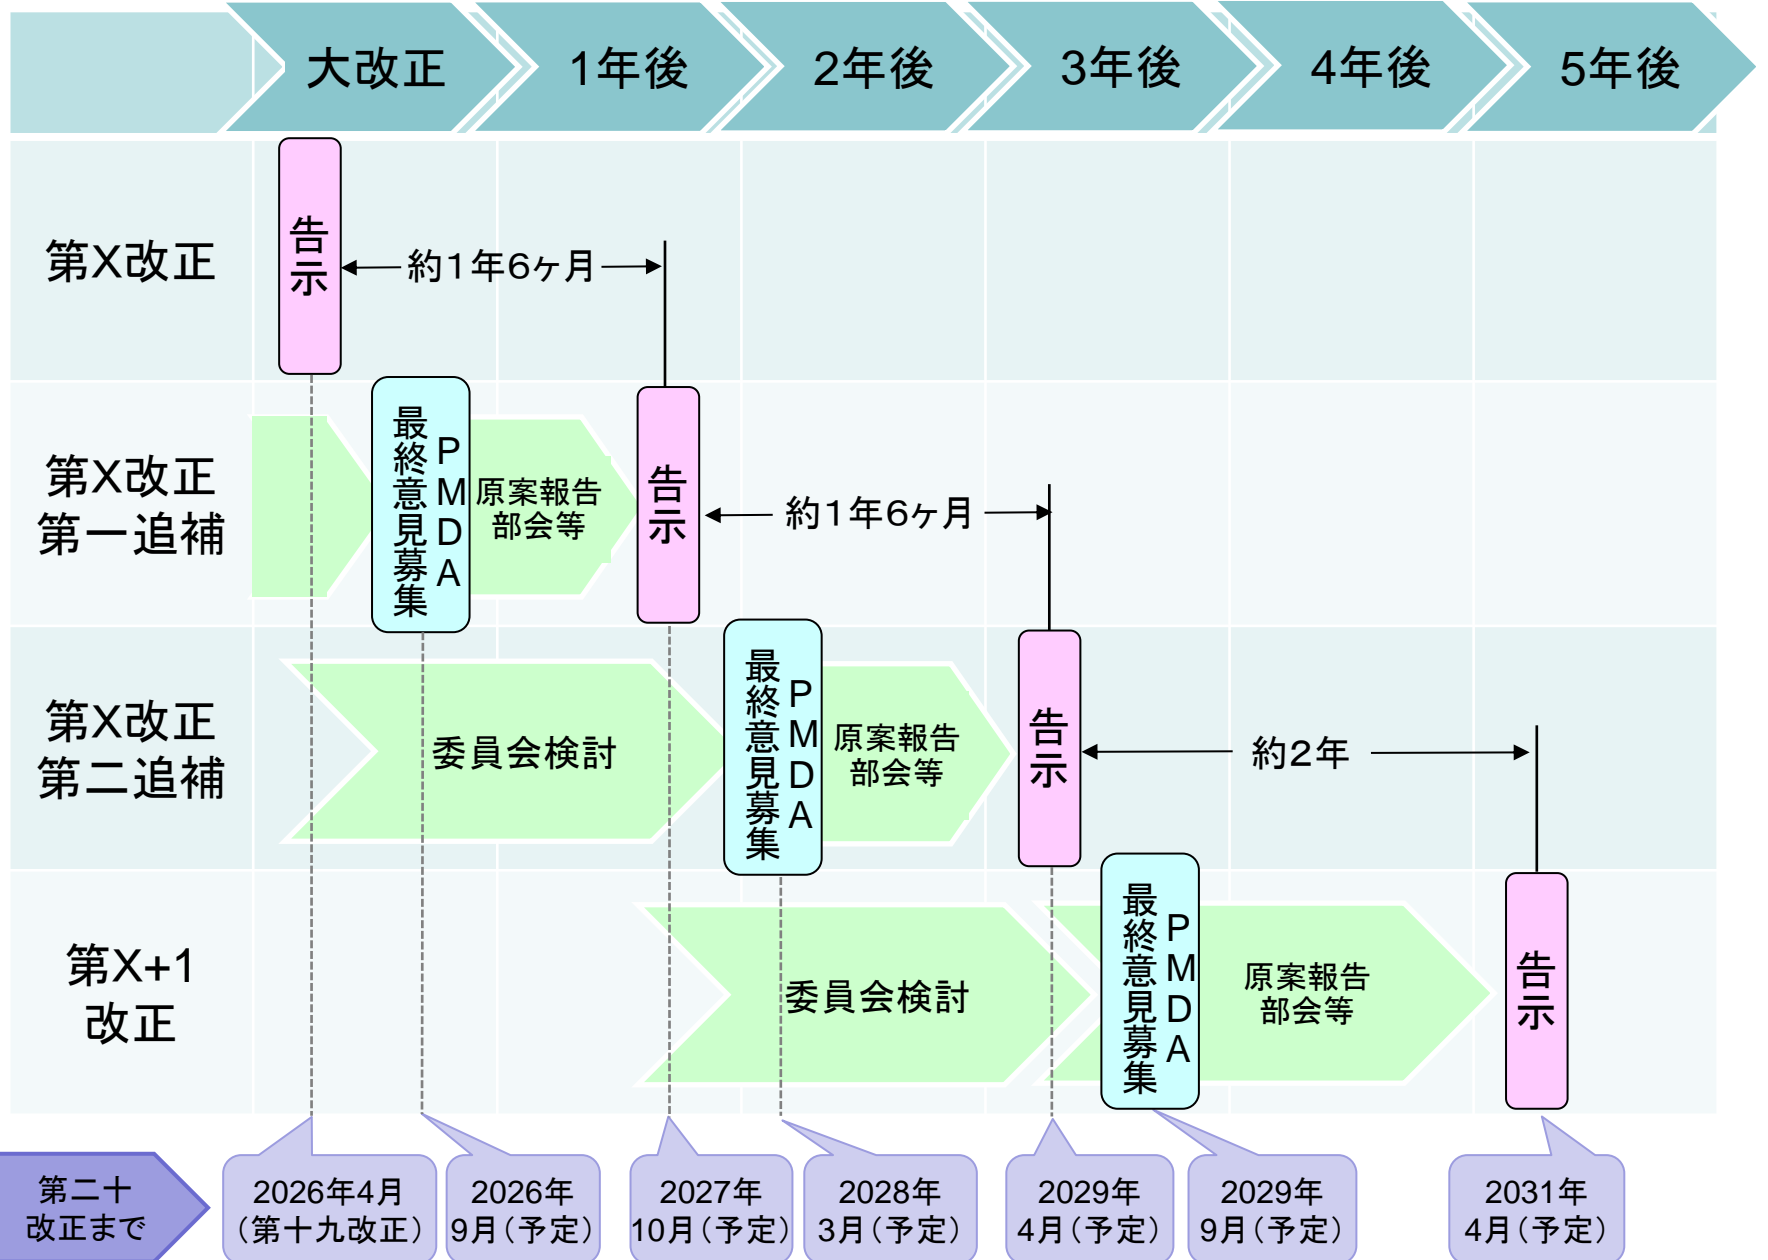 大改正
1年後
2年後
3年後
4年後
5年後
第X改正
告示
約1年6ヶ月
第X改正
第一追補
PMDA
最終意見募集
原案報告
部会等
告示
約1年6ヶ月
第X改正
第二追補
委員会検討
PMDA
最終意見募集
原案報告
部会等
告示
約2年
第X+1
改正
委員会検討
PMDA
最終意見募集
原案報告
部会等
告示
第二十
改正まで
2026年4月
（第十九改正）
2026年
9月（予定）
2027年
10月（予定）
2028年
3月（予定）
2029年
4月（予定）
2029年
9月（予定）
2031年
4月（予定）